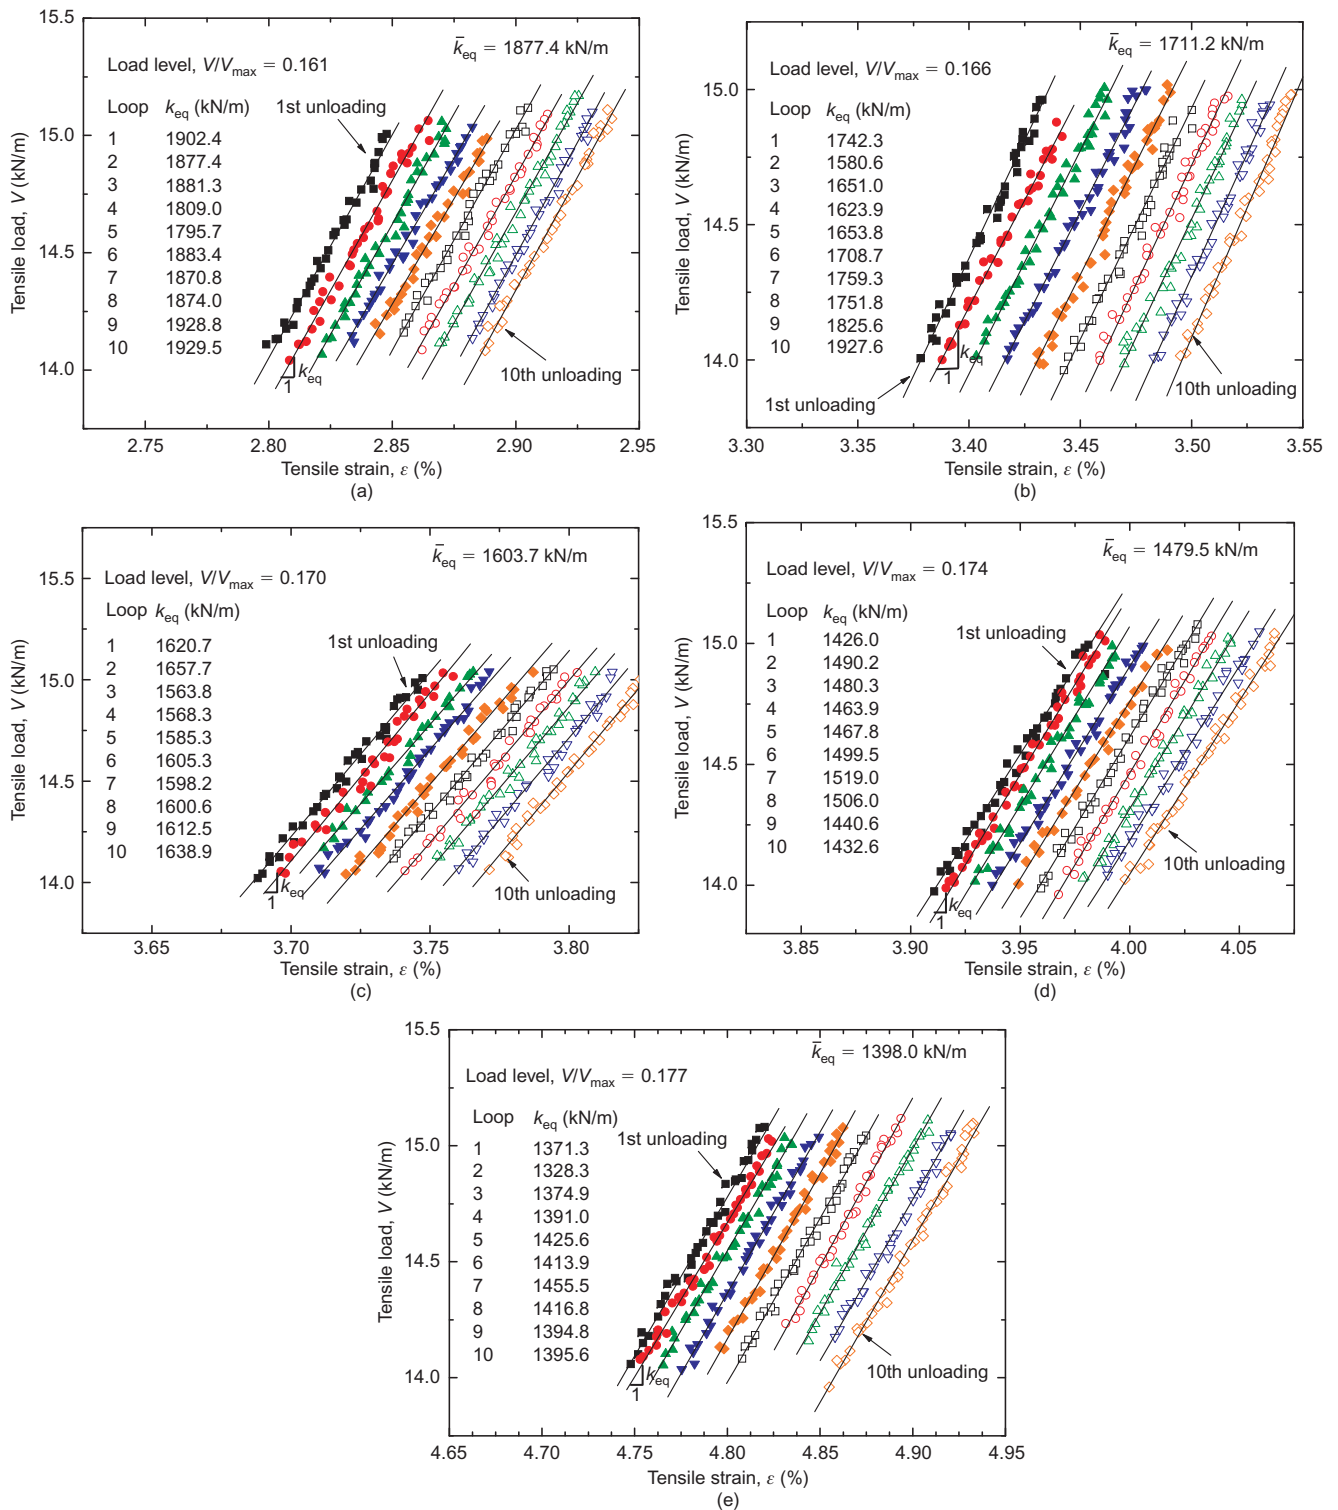 15.5
15.0
14.5
14.0
Tensile load, V (kN/m)
k̄eq = 1877.4 kN/m
Load level, V/Vmax = 0.161
Loop keq (kN/m)
1 1902.4
2 1877.4
3 1881.3
4 1809.0
5 1795.7
6 1883.4
7 1870.8
8 1874.0
9 1928.8
10 1929.5
1st unloading
10th unloading
keq
1
2.75 2.80 2.85 2.90 2.95
Tensile strain, ε (%)
(a)
15.0
14.5
14.0
Tensile load, V (kN/m)
k̄eq = 1711.2 kN/m
Load level, V/Vmax = 0.166
Loop keq (kN/m)
1 1742.3
2 1580.6
3 1651.0
4 1623.9
5 1653.8
6 1708.7
7 1759.3
8 1751.8
9 1825.6
10 1927.6
keq
1
1st unloading
10th unloading
3.30 3.35 3.40 3.45 3.50 3.55
Tensile strain, ε (%)
(b)
15.5
15.0
14.5
14.0
Tensile load, V (kN/m)
k̄eq = 1603.7 kN/m
Load level, V/Vmax = 0.170
Loop keq (kN/m)
1 1620.7
2 1657.7
3 1563.8
4 1568.3
5 1585.3
6 1605.3
7 1598.2
8 1600.6
9 1612.5
10 1638.9
1st unloading
10th unloading
keq
1
3.65 3.70 3.75 3.80
Tensile strain, ε (%)
(c)
15.5
15.0
14.5
14.0
Tensile load, V (kN/m)
k̄eq = 1479.5 kN/m
Load level, V/Vmax = 0.174
Loop keq (kN/m)
1 1426.0
2 1490.2
3 1480.3
4 1463.9
5 1467.8
6 1499.5
7 1519.0
8 1506.0
9 1440.6
10 1432.6
1st unloading
10th unloading
keq
1
3.85 3.90 3.95 4.00 4.05
Tensile strain, ε (%)
(d)
15.5
15.0
14.5
14.0
Tensile load, V (kN/m)
k̄eq = 1398.0 kN/m
Load level, V/Vmax = 0.177
Loop keq (kN/m)
1 1371.3
2 1328.3
3 1374.9
4 1391.0
5 1425.6
6 1413.9
7 1455.5
8 1416.8
9 1394.8
10 1395.6
1st unloading
10th unloading
keq
1
4.65 4.70 4.75 4.80 4.85 4.90 4.95
Tensile strain, ε (%)
(e)